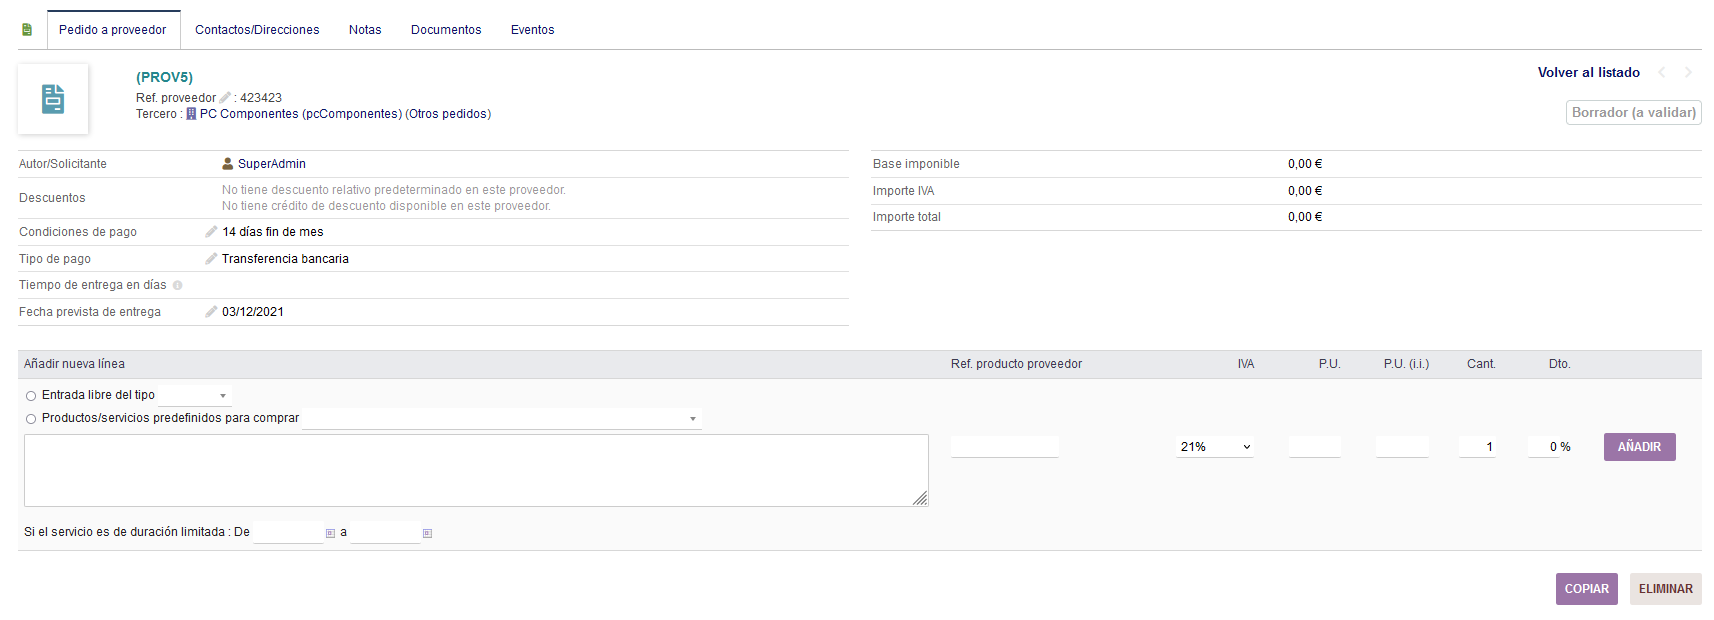 Pedido a proveedor Contactos/Direcciones Notas Documentos Eventos
(PROV5)
Volver al listado
Ref. proveedor : 423423
Tercero : PC Componentes (pcComponentes) (Otros pedidos)
Borrador (a validar)
Autor/Solicitante SuperAdmin
Descuentos No tiene descuento relativo predeterminado en este proveedor.
No tiene crédito de descuento disponible en este proveedor.
Condiciones de pago 14 días fin de mes
Tipo de pago Transferencia bancaria
Tiempo de entrega en días
Fecha prevista de entrega 03/12/2021
Base imponible 0,00 €
Importe IVA 0,00 €
Importe total 0,00 €
Añadir nueva línea Ref. producto proveedor IVA P.U. P.U. (i.i.) Cant. Dto.
Entrada libre del tipo
Productos/servicios predefinidos para comprar
21% 1 0 % AÑADIR
Si el servicio es de duración limitada : De a
COPIAR ELIMINAR